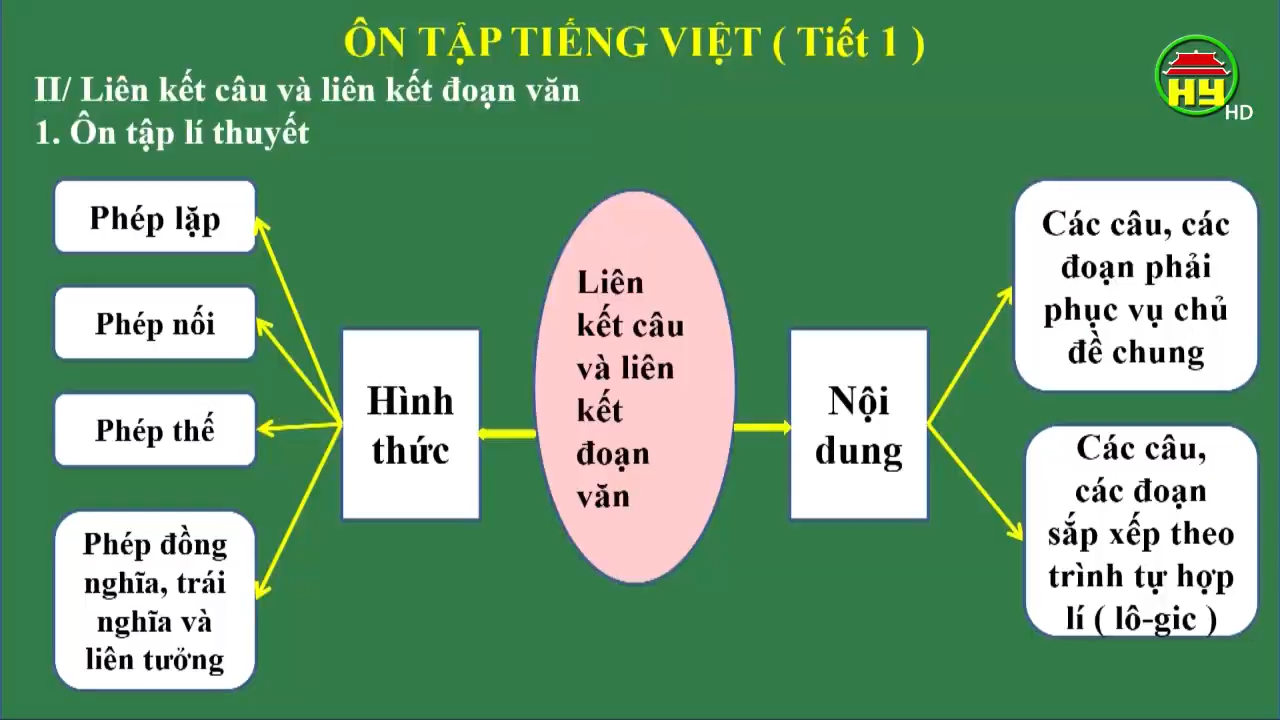 ÔN TẬP TIẾNG VIỆT ( Tiết 1 )
II/ Liên kết câu và liên kết đoạn văn
1. Ôn tập lí thuyết
HY
HD
Phép lặp
Phép nối
Phép thế
Phép đồng
nghĩa, trái
nghĩa và
liên tưởng
Hình
thức
Liên
kết câu
và liên
kết
đoạn
văn
Nội
dung
Các câu, các
đoạn phải
phục vụ chủ
đề chung
Các câu,
các đoạn
sắp xếp theo
trình tự hợp
lí ( lô-gic )